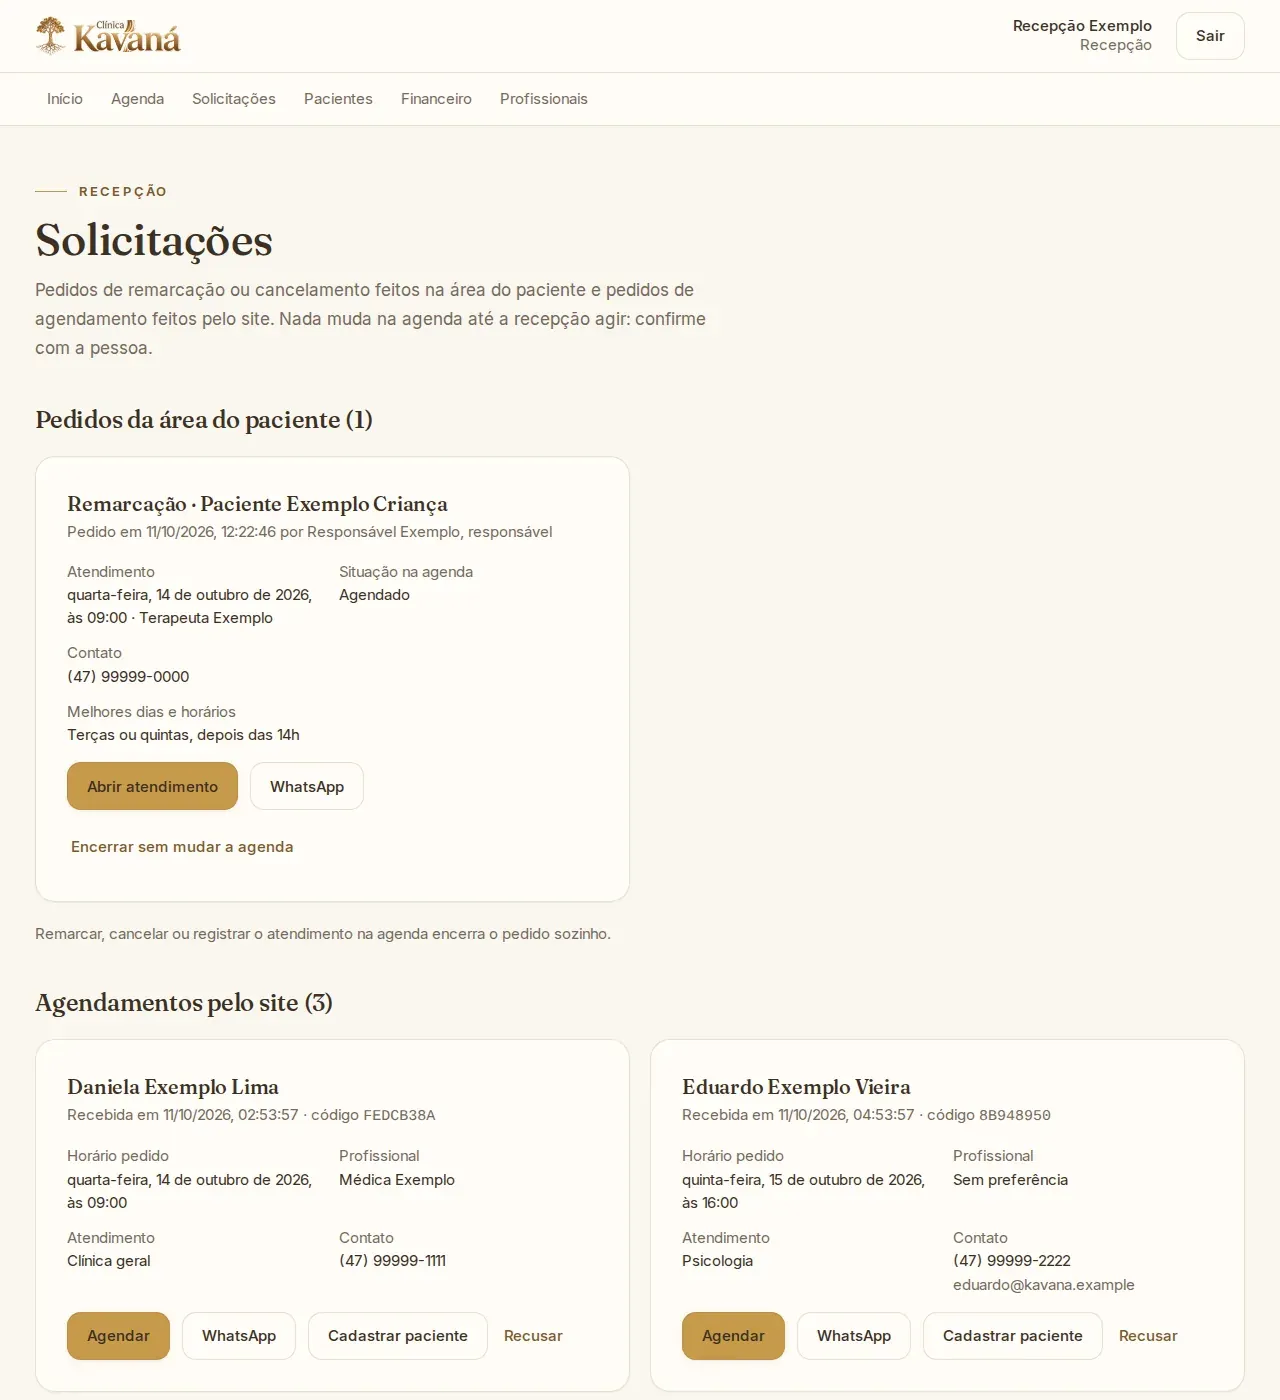 Clínica
Kavaná
Recepção Exemplo
Recepção
Sair
Início
Agenda
Solicitações
Pacientes
Financeiro
Profissionais
RECEPÇÃO
Solicitações
Pedidos de remarcação ou cancelamento feitos na área do paciente e pedidos de
agendamento feitos pelo site. Nada muda na agenda até a recepção agir: confirme
com a pessoa.
Pedidos da área do paciente (1)
Remarcação · Paciente Exemplo Criança
Pedido em 11/10/2026, 12:22:46 por Responsável Exemplo, responsável
Atendimento
quarta-feira, 14 de outubro de 2026,
às 09:00 · Terapeuta Exemplo
Situação na agenda
Agendado
Contato
(47) 99999-0000
Melhores dias e horários
Terças ou quintas, depois das 14h
Abrir atendimento
WhatsApp
Encerrar sem mudar a agenda
Remarcar, cancelar ou registrar o atendimento na agenda encerra o pedido sozinho.
Agendamentos pelo site (3)
Daniela Exemplo Lima
Recebida em 11/10/2026, 02:53:57 · código FEDCB38A
Horário pedido
quarta-feira, 14 de outubro de 2026,
às 09:00
Profissional
Médica Exemplo
Atendimento
Clínica geral
Contato
(47) 99999-1111
Agendar
WhatsApp
Cadastrar paciente
Recusar
Eduardo Exemplo Vieira
Recebida em 11/10/2026, 04:53:57 · código 8B948950
Horário pedido
quinta-feira, 15 de outubro de 2026,
às 16:00
Profissional
Sem preferência
Atendimento
Psicologia
Contato
(47) 99999-2222
eduardo@kavana.example
Agendar
WhatsApp
Cadastrar paciente
Recusar